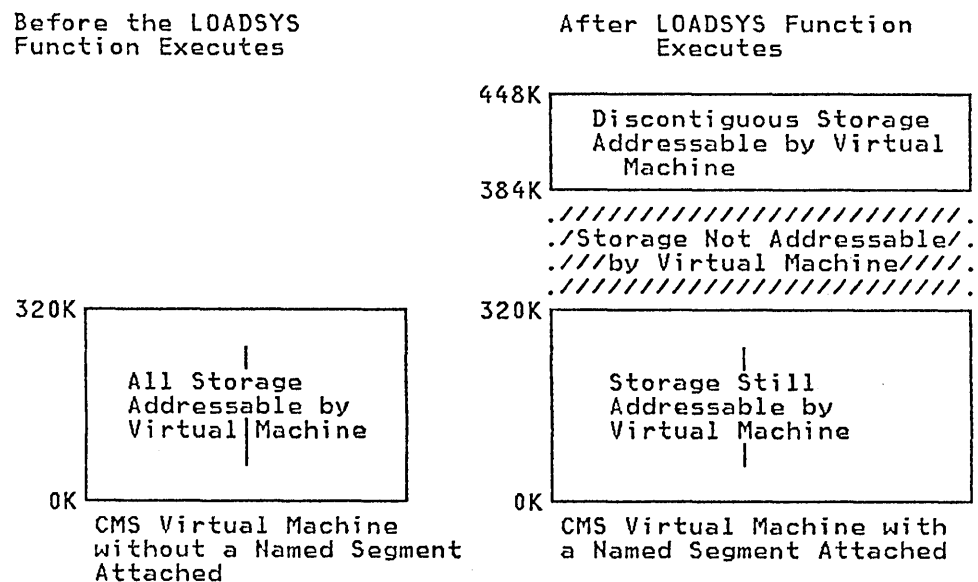 Before the LOADSYS
Function Executes
After LOADSYS Function
Executes
448K
Discontiguous Storage
Addressable by Virtual
Machine
384K
.//////////////////////////.
./Storage Not Addressable/.
.///by Virtual Machine////.
.//////////////////////////.
320K
All Storage
Addressable by
Virtual Machine
0K
CMS Virtual Machine
without a Named Segment
Attached
320K
Storage Still
Addressable by
Virtual Machine
0K
CMS Virtual Machine with
a Named Segment Attached